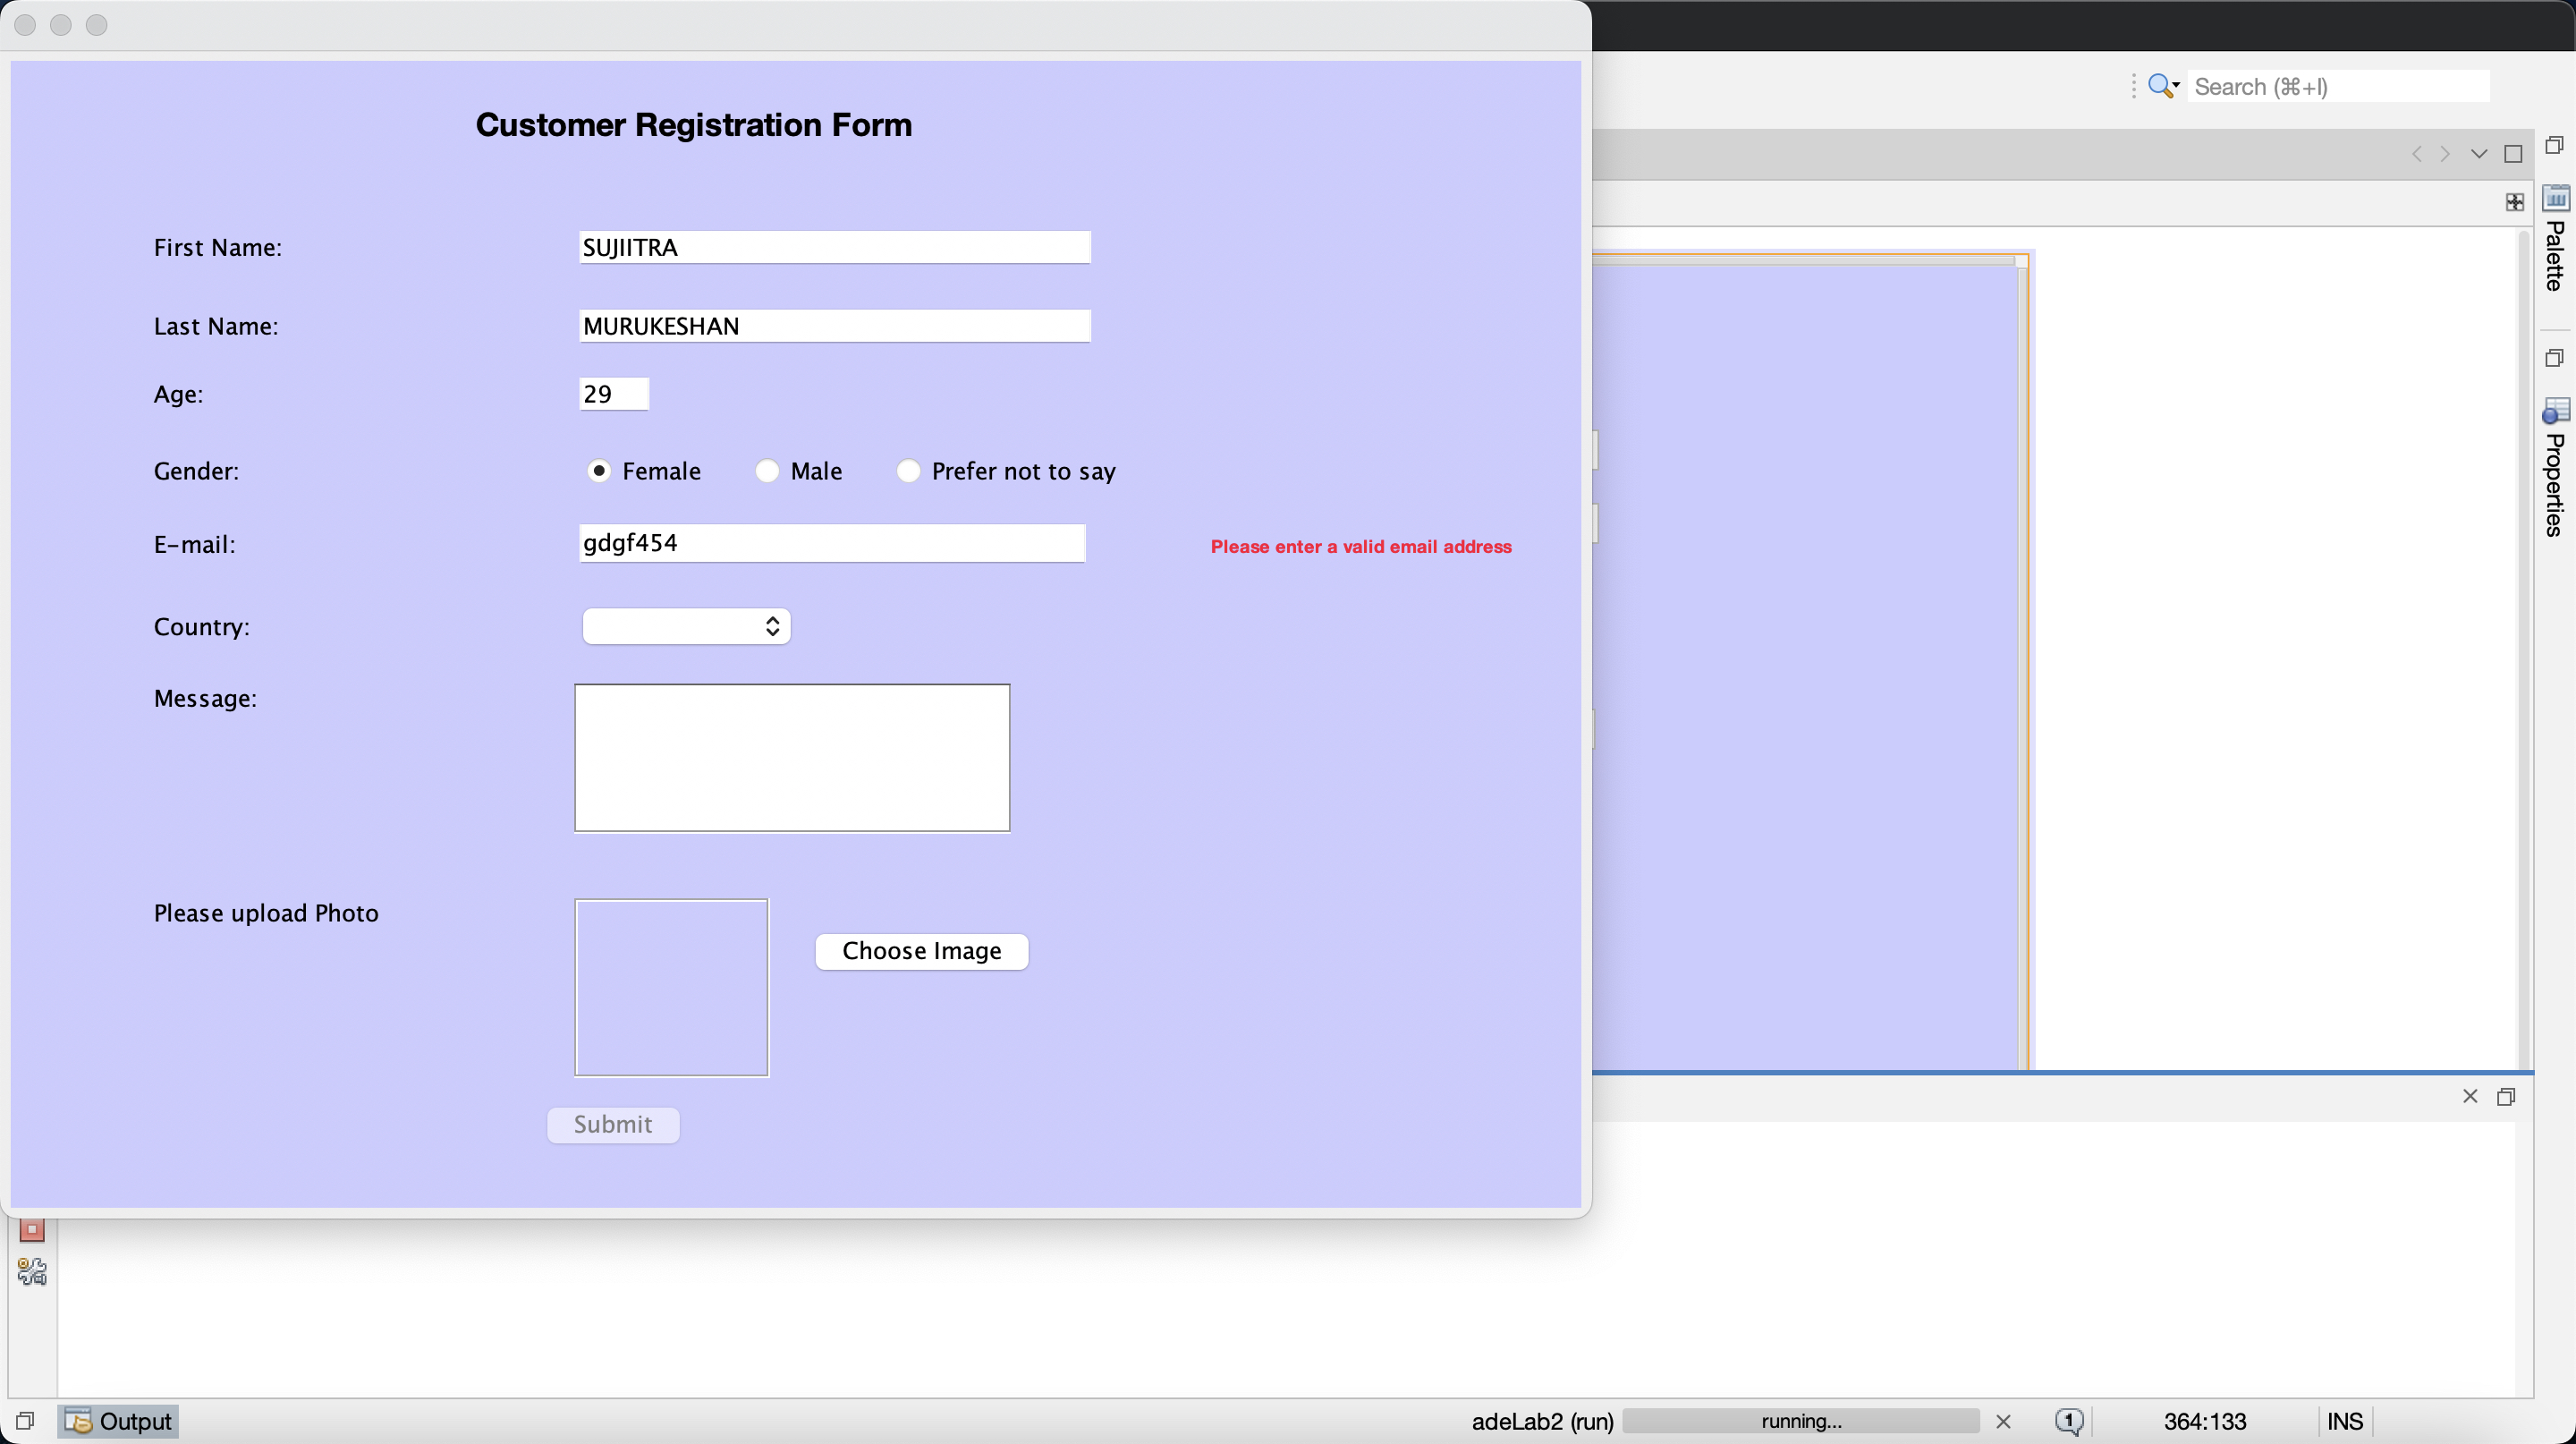 Search (⌘+I)
Customer Registration Form
First Name:
SUJIITRA
Last Name:
MURUKESHAN
Age:
29
Gender:
Female
Male
Prefer not to say
E-mail:
gdgf454
Please enter a valid email address
Country:
Message:
Please upload Photo
Choose Image
Submit
Palette
Properties
Output
adeLab2 (run)
running...
1
364:133
INS